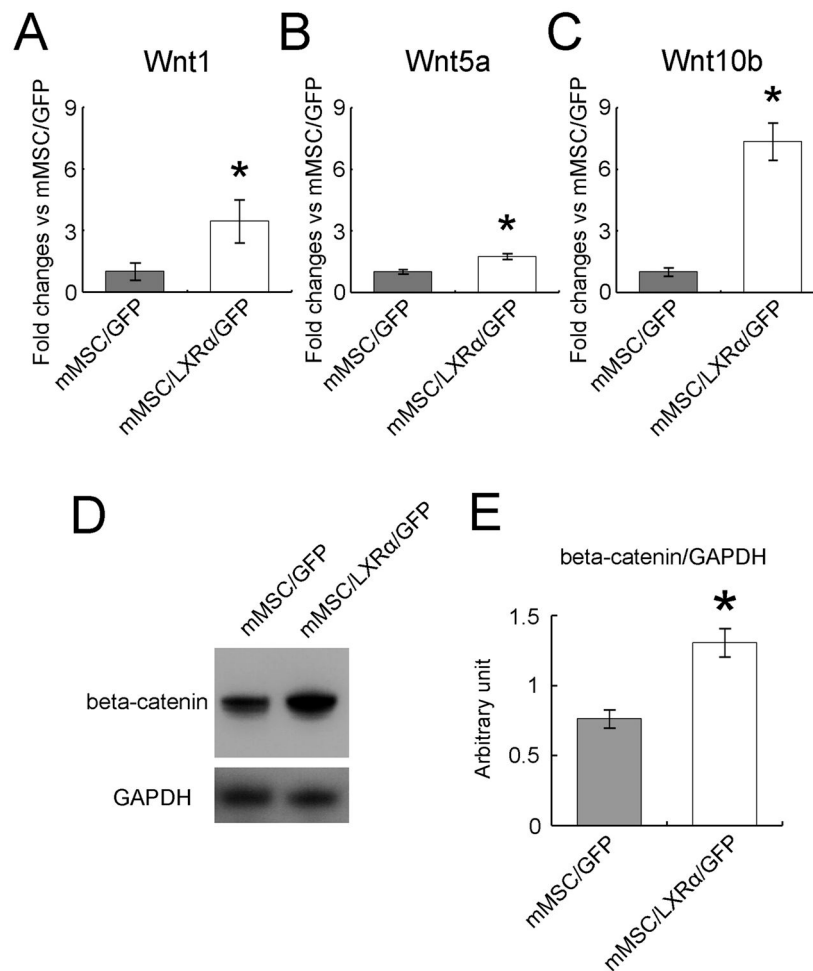 A
Wnt1
Fold changes vs mMSC/GFP
9
6
3
0
*
mMSC/GFP
mMSC/LXRα/GFP
B
Wnt5a
Fold changes vs mMSC/GFP
9
6
3
0
*
mMSC/GFP
mMSC/LXRα/GFP
C
Wnt10b
Fold changes vs mMSC/GFP
9
6
3
0
*
mMSC/GFP
mMSC/LXRα/GFP
D
mMSC/GFP
mMSC/LXRα/GFP
beta-catenin
GAPDH
E
beta-catenin/GAPDH
Arbitrary unit
1.5
1
0.5
0
*
mMSC/GFP
mMSC/LXRα/GFP